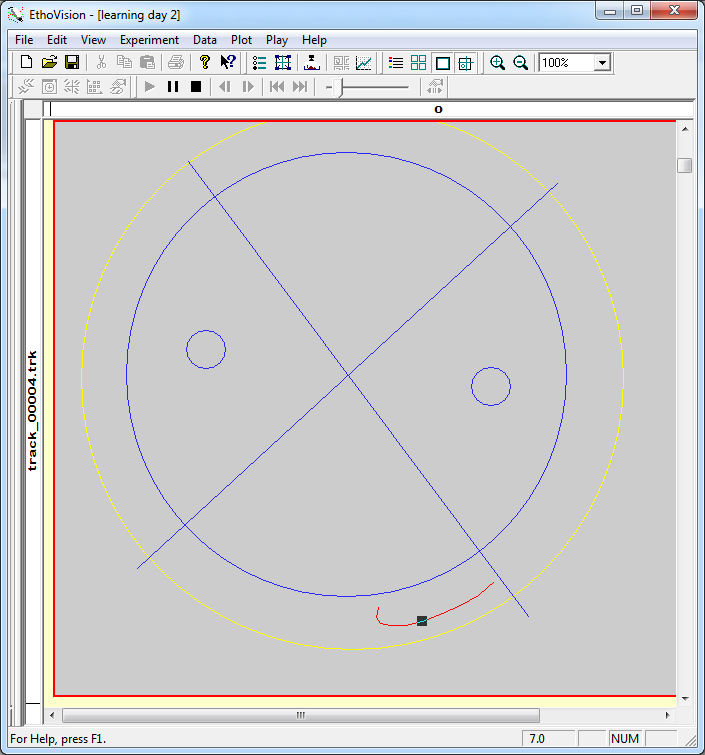 EthoVision - [learning day 2]
File Edit View Experiment Data Plot Play Help
100%
o
track_00004.trk
For Help, press F1.
7.0
NUM